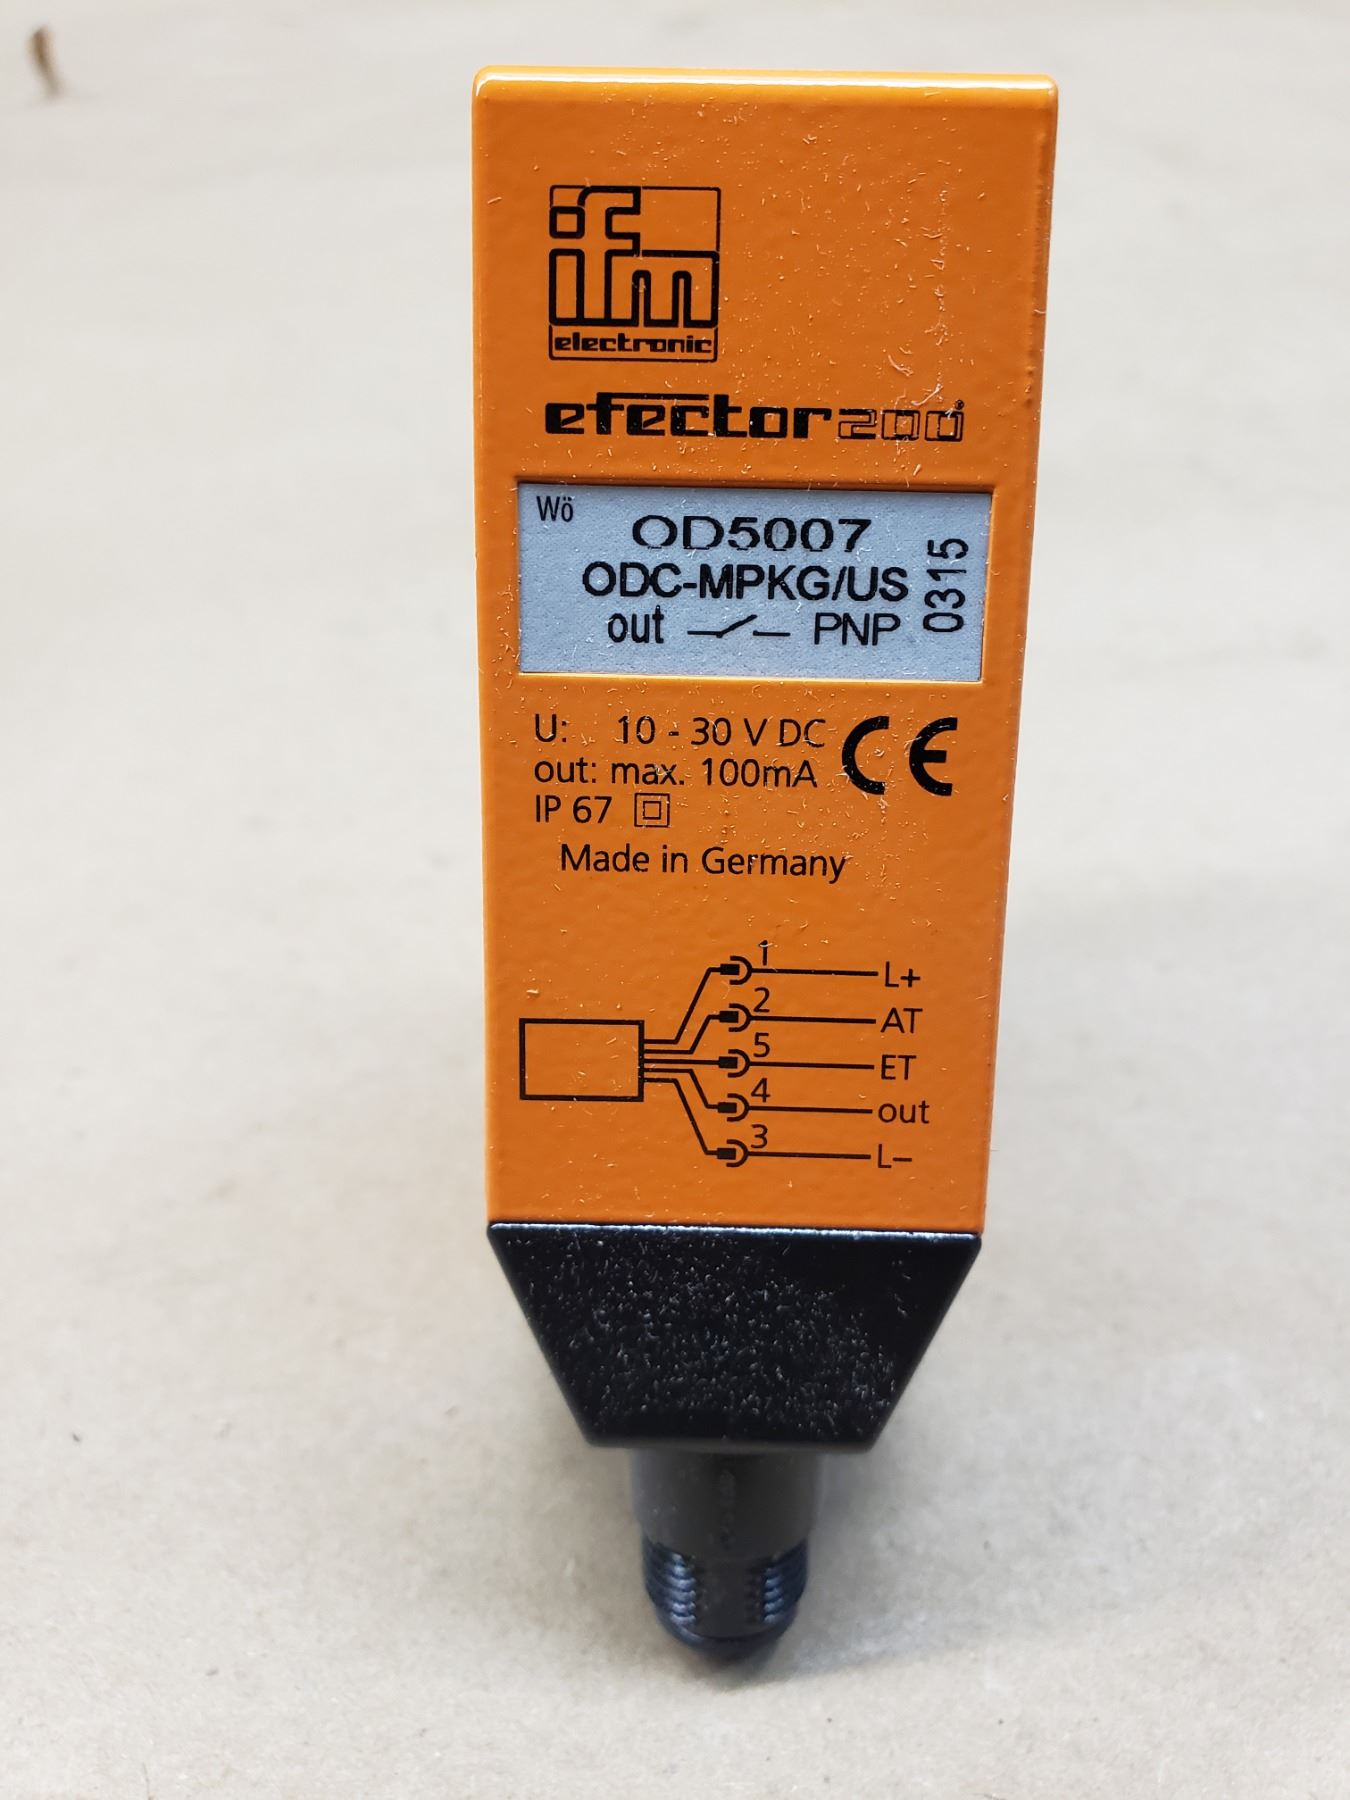 ifm
electronic
efector200
Wö
OD5007
ODC-MPKG/US
out PNP
0315
U: 10 - 30 V DC CE
out: max. 100mA
IP 67
Made in Germany
1 L+
2 AT
5 ET
4 out
3 L–